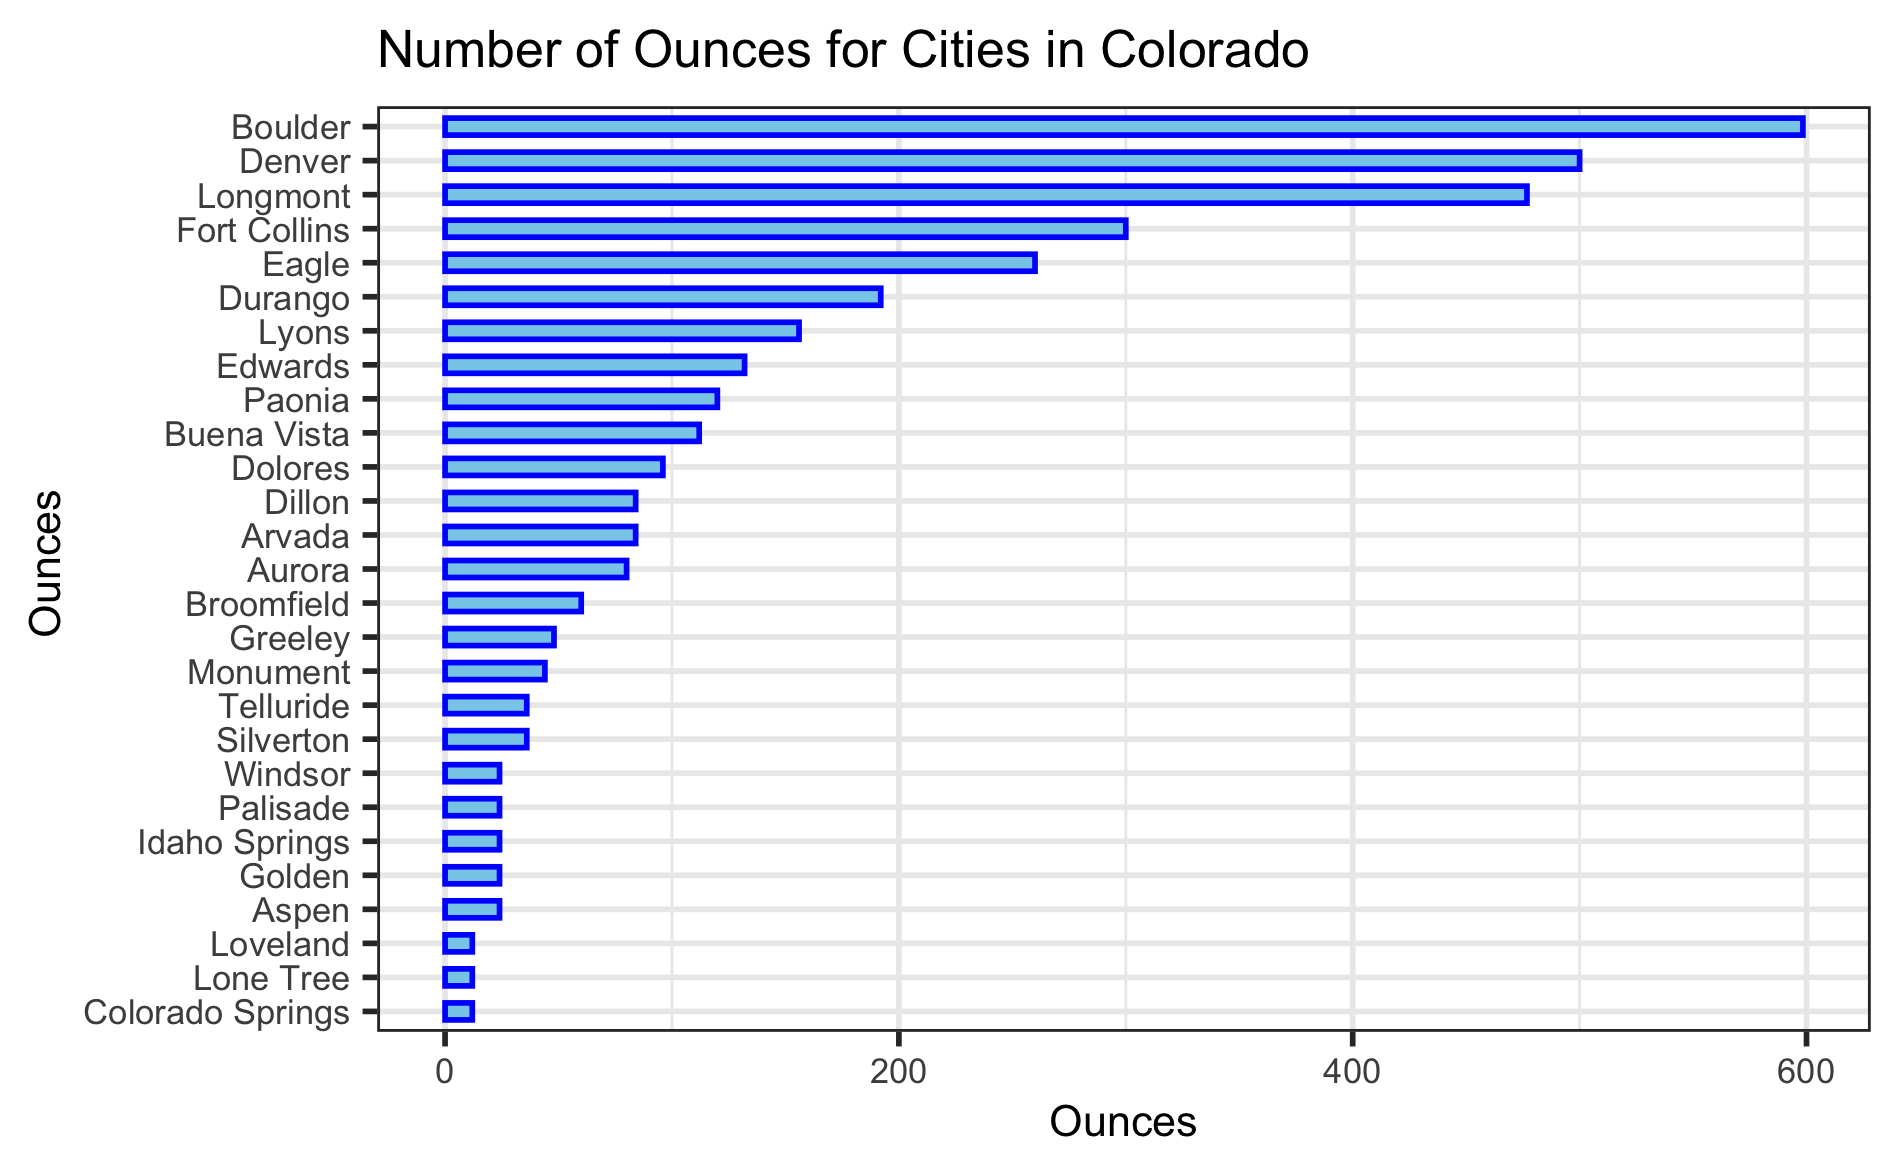 Number of Ounces for Cities in Colorado
Boulder
Denver
Longmont
Fort Collins
Eagle
Durango
Lyons
Edwards
Paonia
Buena Vista
Dolores
Dillon
Arvada
Aurora
Broomfield
Greeley
Monument
Telluride
Silverton
Windsor
Palisade
Idaho Springs
Golden
Aspen
Loveland
Lone Tree
Colorado Springs
Ounces
0 200 400 600
Ounces